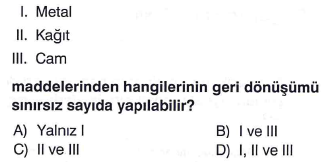 I. Metal
II. Kağıt
III. Cam
maddelerinden hangilerinin geri dönüşümü
sınırsız sayıda yapılabilir?
A) Yalnız I B) I ve III
C) II ve III D) I, II ve III